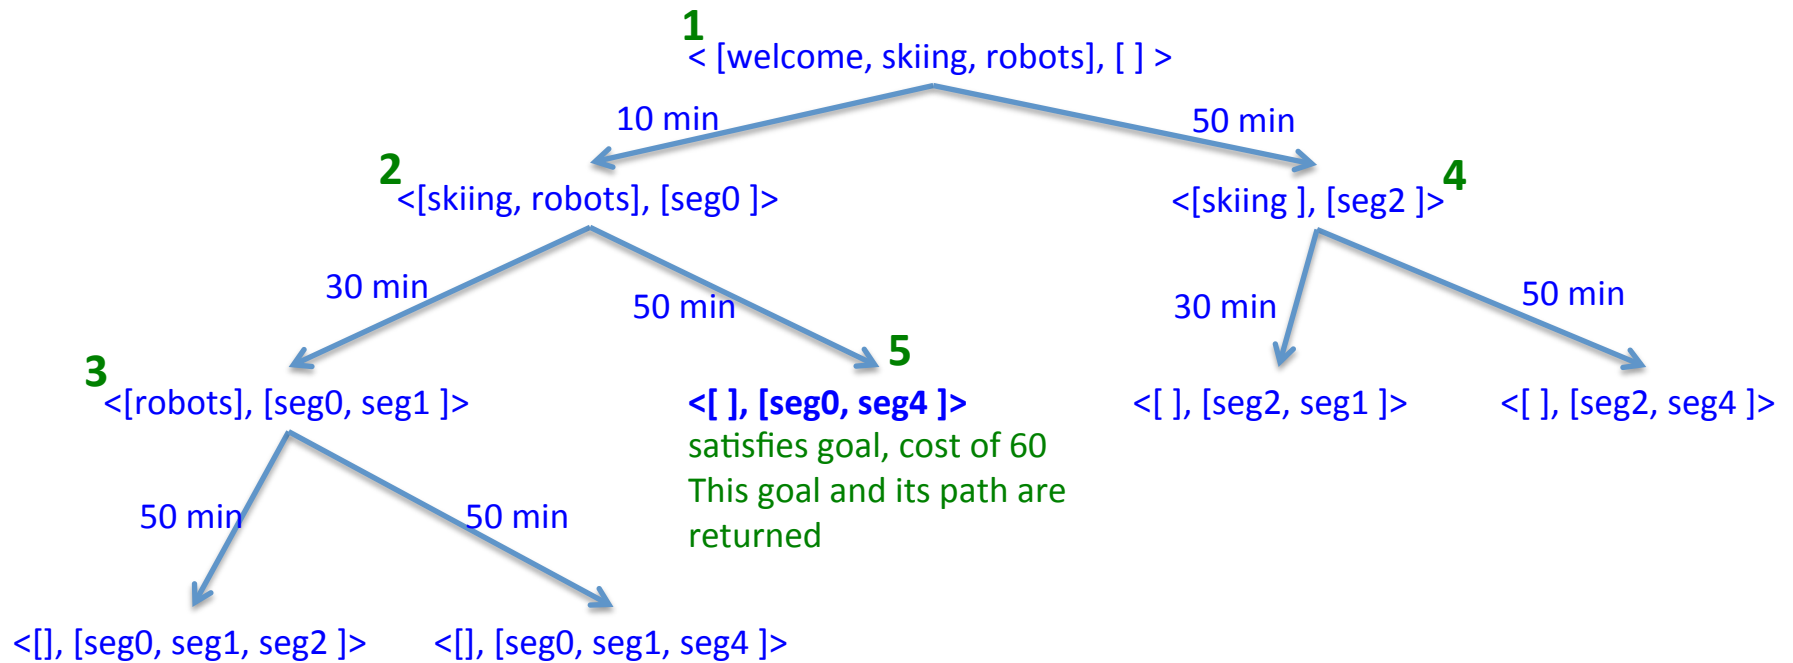 1
< [welcome, skiing, robots], [ ] >
10 min
50 min
2
<[skiing, robots], [seg0 ]>
<[skiing ], [seg2 ]>
4
30 min
50 min
30 min
50 min
3
<[robots], [seg0, seg1 ]>
5
<[ ], [seg0, seg4 ]>
satisfies goal, cost of 60
This goal and its path are
returned
<[ ], [seg2, seg1 ]>
<[ ], [seg2, seg4 ]>
50 min
50 min
<[], [seg0, seg1, seg2 ]>
<[], [seg0, seg1, seg4 ]>